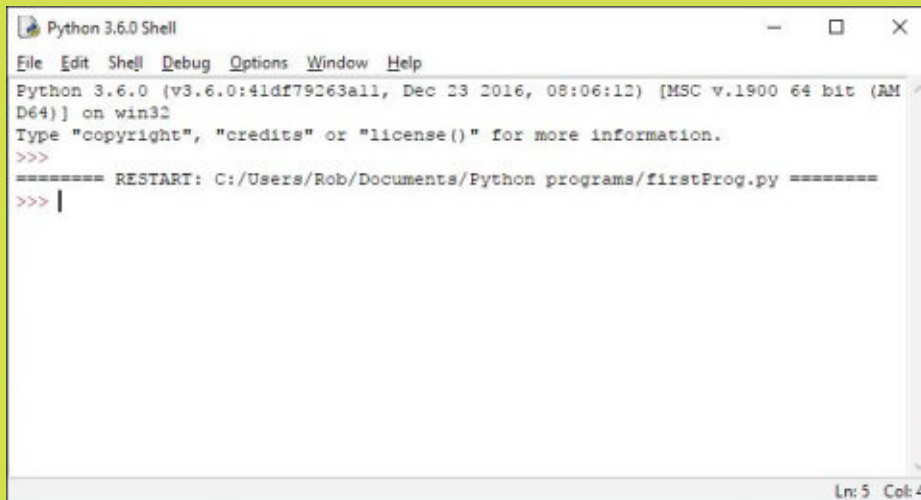 Python 3.6.0 Shell
File Edit Shell Debug Options Window Help
Python 3.6.0 (v3.6.0:41df79263a11, Dec 23 2016, 08:06:12) [MSC v.1900 64 bit (AM
D64)] on win32
Type "copyright", "credits" or "license()" for more information.
>>>
======== RESTART: C:/Users/Rob/Documents/Python programs/firstProg.py ========
>>>
Ln: 5 Col: 4